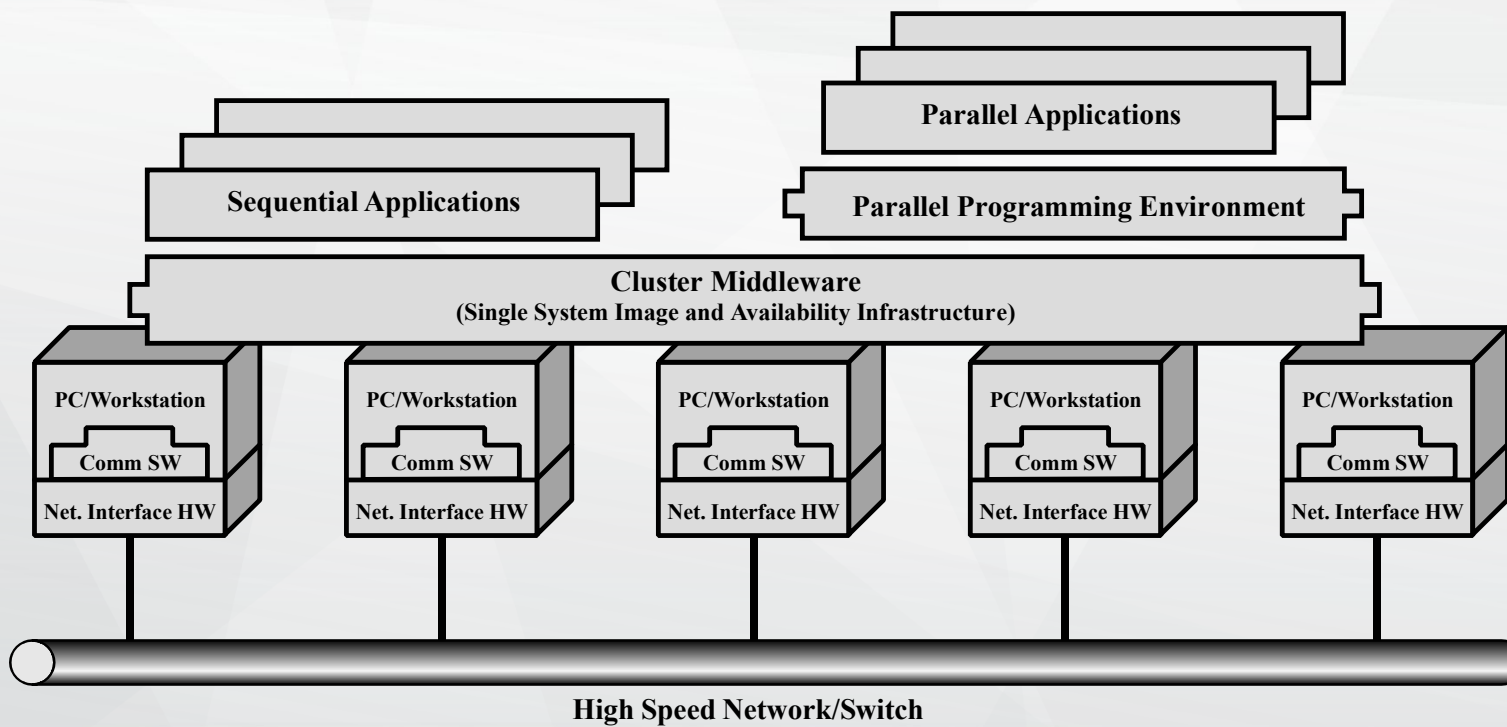 Parallel Applications
Sequential Applications
Parallel Programming Environment
Cluster Middleware
(Single System Image and Availability Infrastructure)
PC/Workstation
Comm SW
Net. Interface HW
PC/Workstation
Comm SW
Net. Interface HW
PC/Workstation
Comm SW
Net. Interface HW
PC/Workstation
Comm SW
Net. Interface HW
PC/Workstation
Comm SW
Net. Interface HW
High Speed Network/Switch